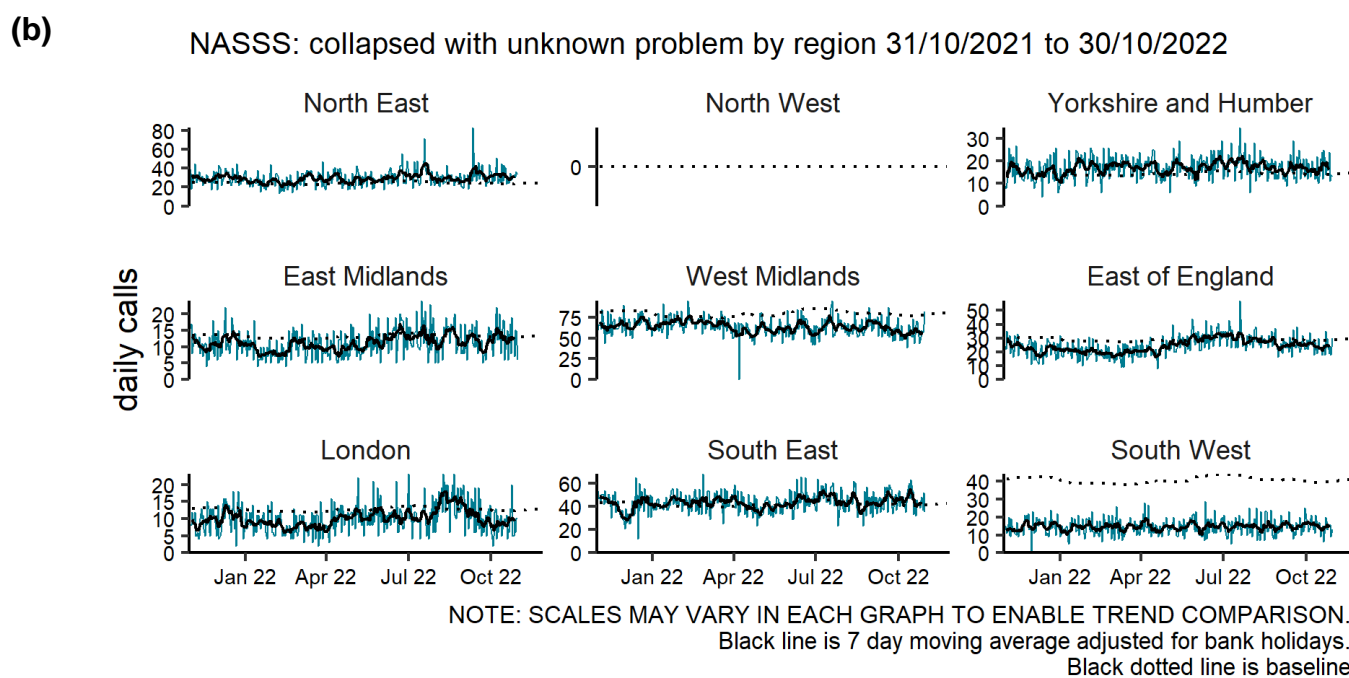 (b)
NASSS: collapsed with unknown problem by region 31/10/2021 to 30/10/2022
North East
North West
Yorkshire and Humber
80
60
40
20
0
0
30
20
10
0
daily calls
East Midlands
West Midlands
East of England
20
15
10
5
0
75
50
25
0
50
40
30
20
10
0
London
South East
South West
20
15
10
5
0
60
40
20
0
40
30
20
10
0
Jan 22 Apr 22 Jul 22 Oct 22
Jan 22 Apr 22 Jul 22 Oct 22
Jan 22 Apr 22 Jul 22 Oct 22
NOTE: SCALES MAY VARY IN EACH GRAPH TO ENABLE TREND COMPARISON.
Black line is 7 day moving average adjusted for bank holidays.
Black dotted line is baseline